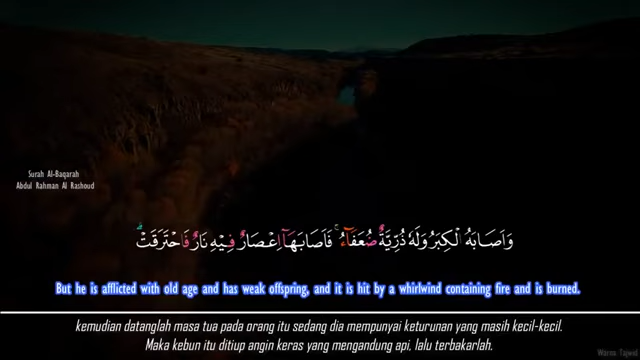 Surah Al-Baqarah
Abdul Rahman Al Rashoud
وَاَصَابَهُ الْكِبَرُ وَلَهٗ ذُرِّيَّةٌ ضُعَفَاۤءُ ۚ فَاَصَابَهَآ اِعْصَارٌ فِيْهِ نَارٌ فَاحْتَرَقَتْ ۗ
But he is afflicted with old age and has weak offspring, and it is hit by a whirlwind containing fire and is burned.
kemudian datanglah masa tua pada orang itu sedang dia mempunyai keturunan yang masih kecil-kecil.
Maka kebun itu ditiup angin keras yang mengandung api, lalu terbakarlah.
Warna: Tajwid